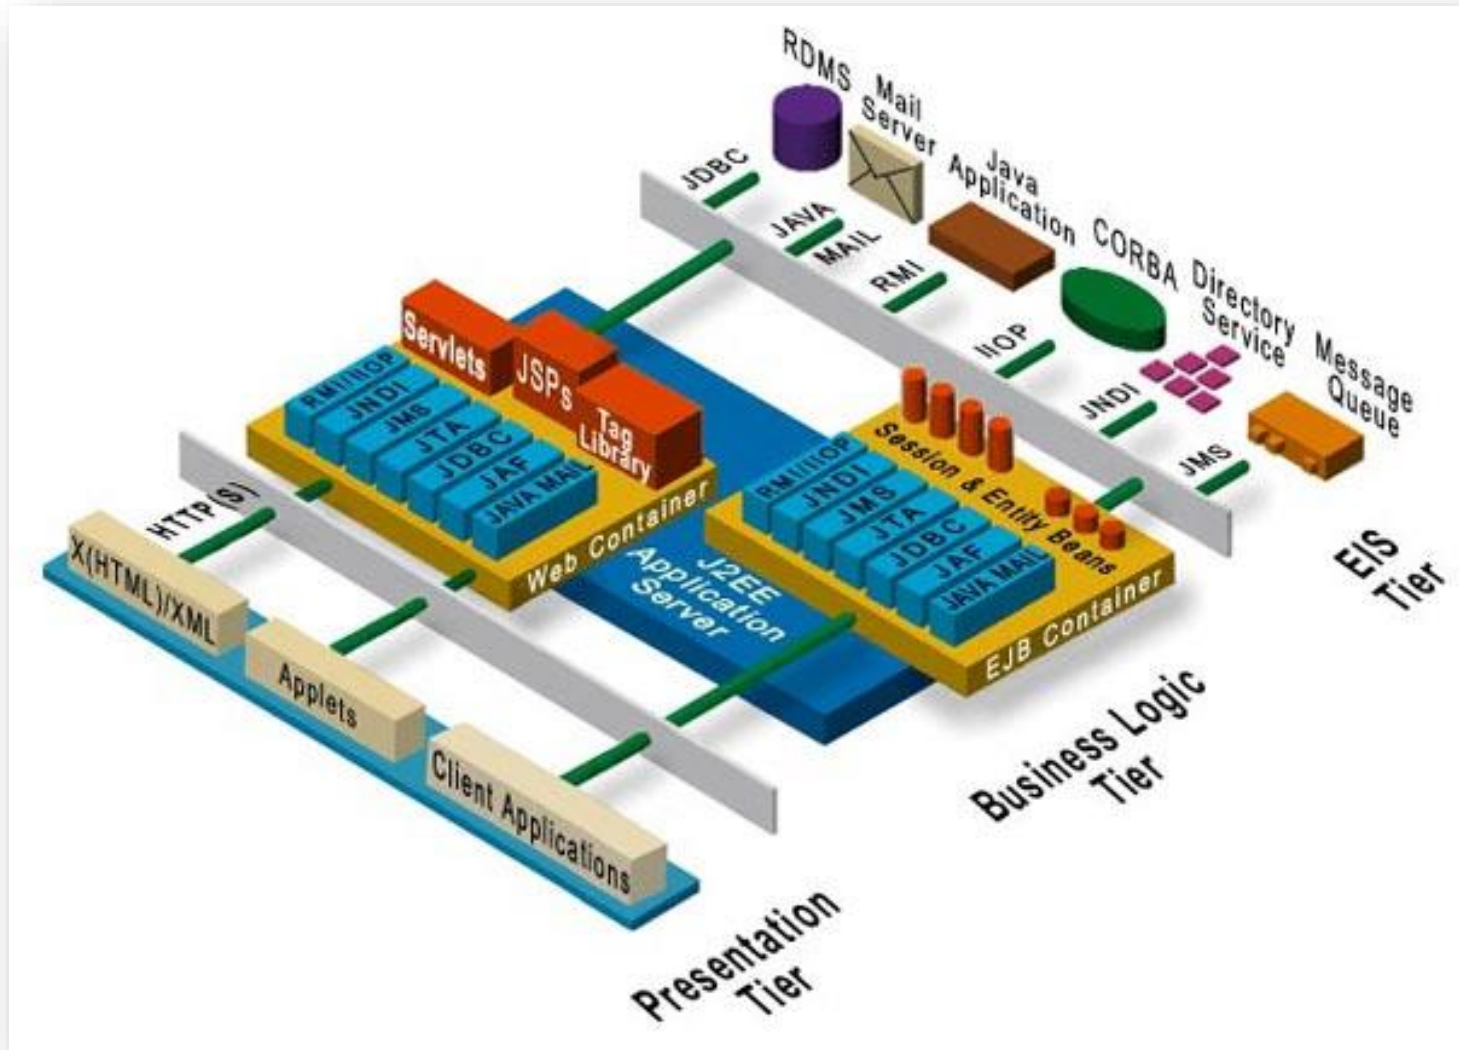 RDMS
Mail
Server
Java
Application
CORBA
Directory
Service
Message
Queue
JDBC
JAVA
MAIL
RMI
IIOP
JNDI
JMS
EIS
Tier
Servlets
JSPs
Tag
Library
RMI/IIOP
JNDI
JMS
JTA
JDBC
JAF
JAVA MAIL
Web Container
J2EE
Application
Server
Session & Entity Beans
RMI/IIOP
JNDI
JMS
JTA
JDBC
JAF
JAVA MAIL
EJB Container
Business Logic
Tier
HTTP(S)
X(HTML)/XML
Applets
Client Applications
Presentation
Tier